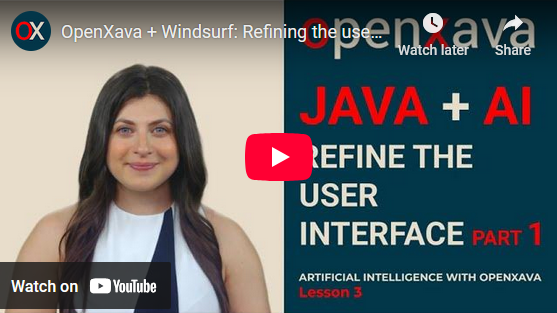 OX
OpenXava + Windsurf: Refining the use...
Watch later
Share
openxava
JAVA + AI
REFINE THE
USER
INTERFACE PART 1
ARTIFICIAL INTELLIGENCE WITH OPENXAVA
Lesson 3
Watch on YouTube